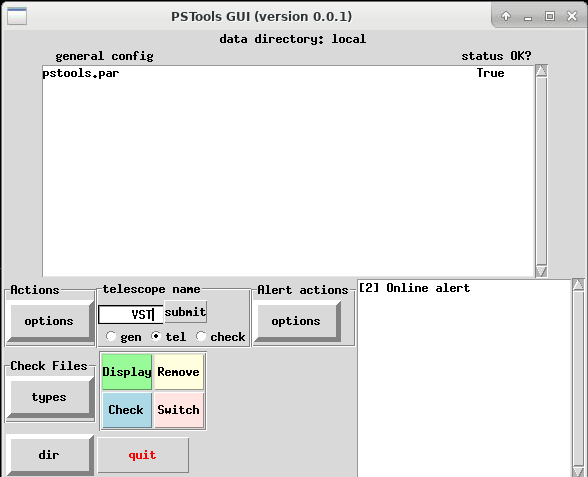 PSTools GUI (version 0.0.1)
data directory: local
general config status OK?
pstools.par True
Actions telescope name Alert actions
options VST submit options
gen tel check
[2] Online alert
Check Files
types
Display Remove
Check Switch
dir quit